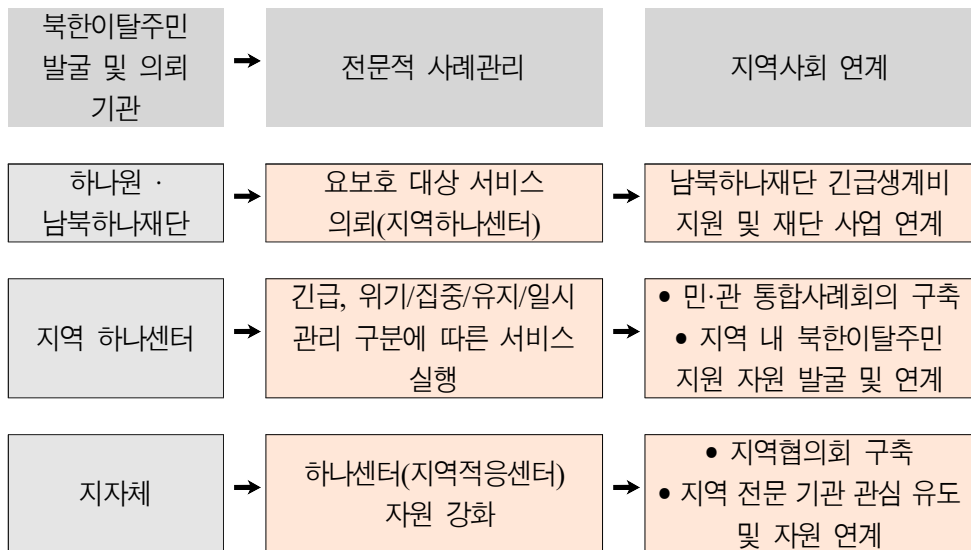 북한이탈주민
발굴 및 의뢰
기관
전문적 사례관리
지역사회 연계
하나원 ·
남북하나재단
요보호 대상 서비스
의뢰(지역하나센터)
남북하나재단 긴급생계비
지원 및 재단 사업 연계
지역 하나센터
긴급, 위기/집중/유지/일시
관리 구분에 따른 서비스
실행
• 민·관 통합사례회의 구축
• 지역 내 북한이탈주민
지원 자원 발굴 및 연계
지자체
하나센터(지역적응센터)
자원 강화
• 지역협의회 구축
• 지역 전문 기관 관심 유도
및 자원 연계